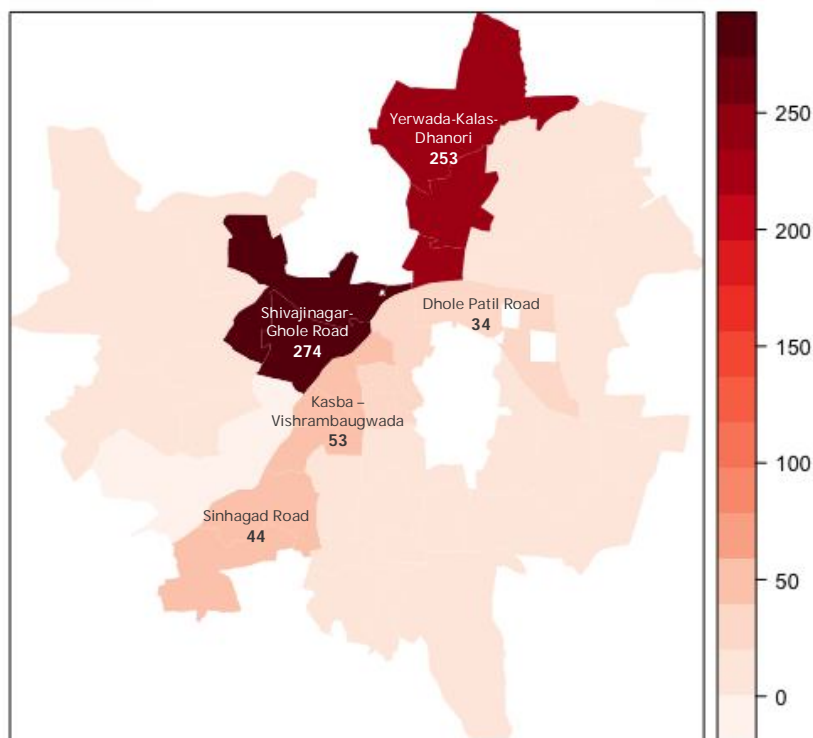 Yerwada-Kalas-
Dhanori
253
Dhole Patil Road
34
Shivajinagar-
Ghole Road
274
Kasba –
Vishrambaugwada
53
Sinhagad Road
44
250
200
150
100
50
0